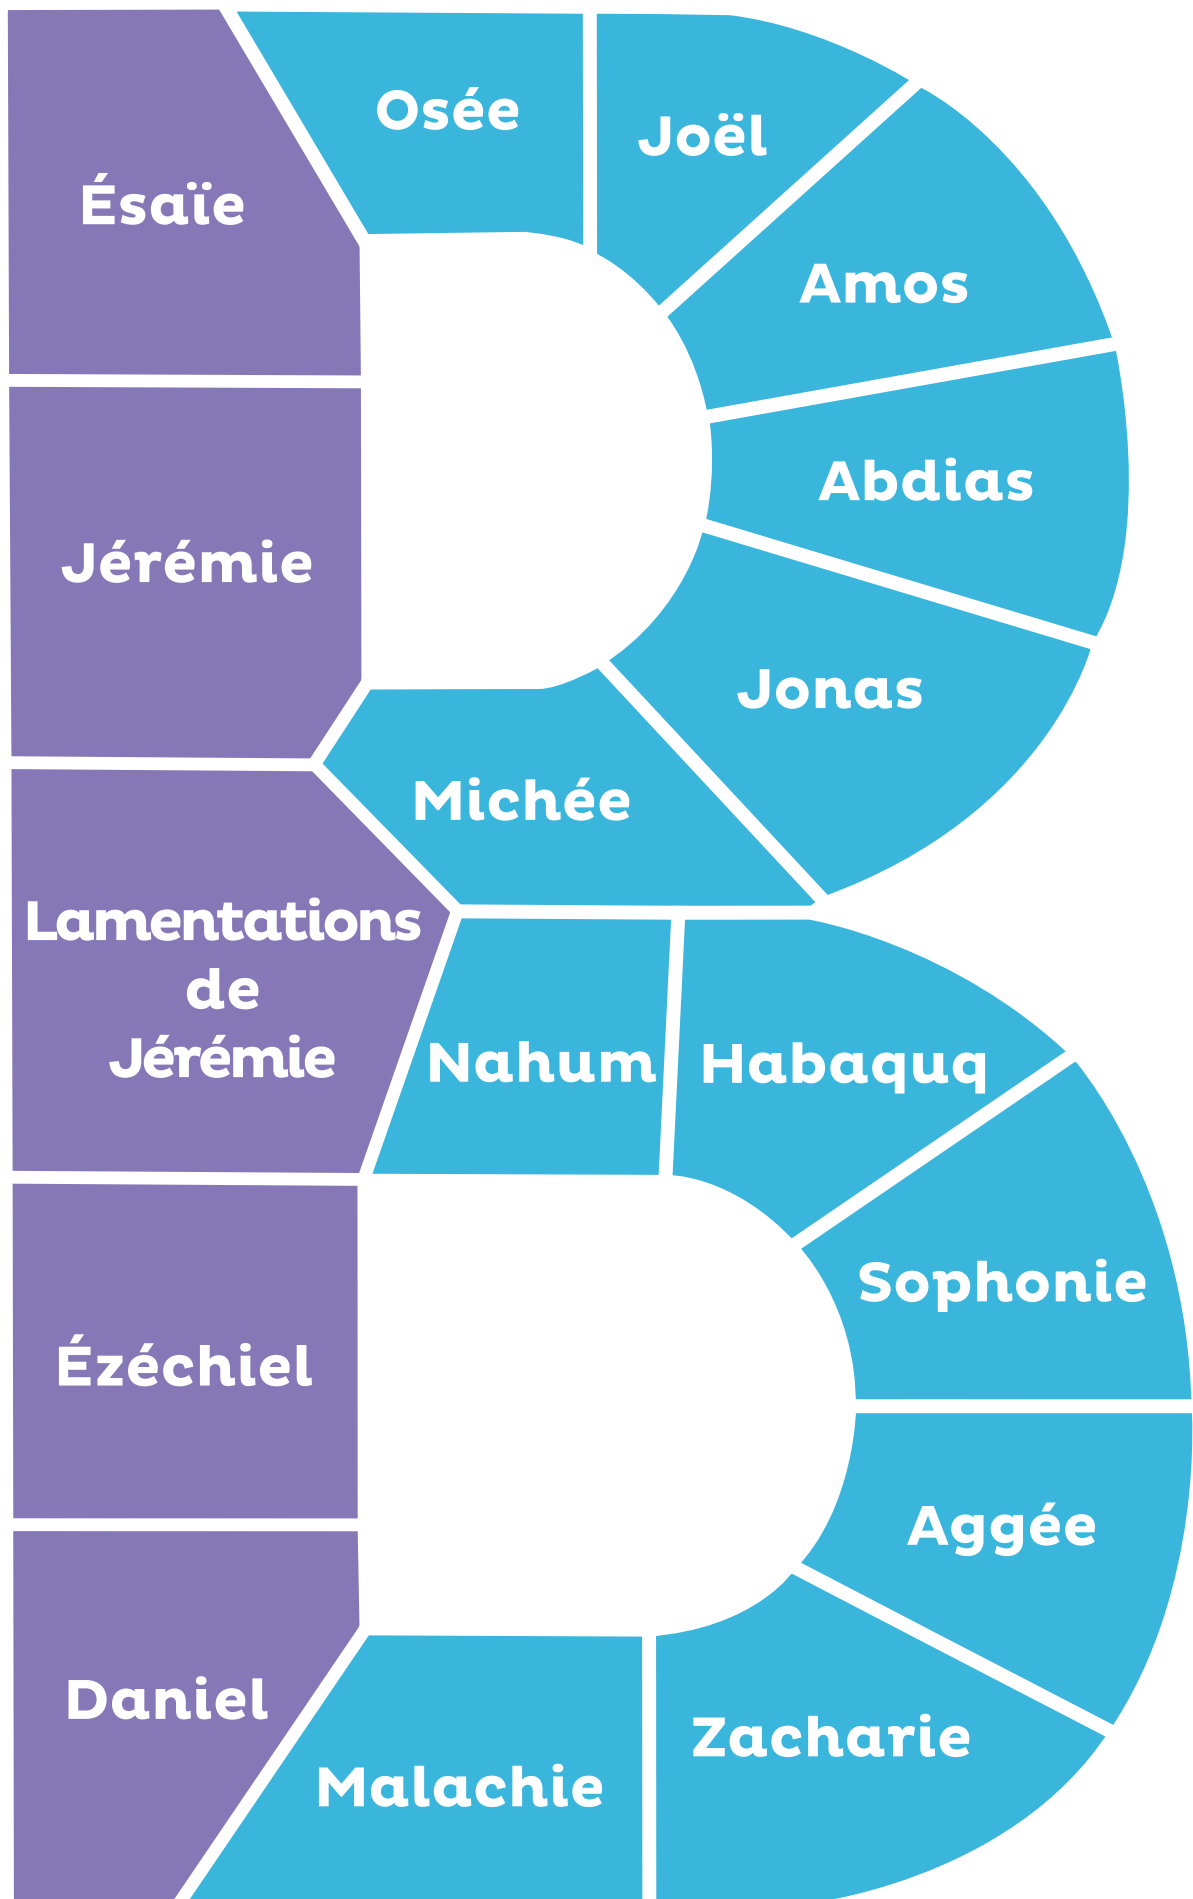 Ésaïe
Jérémie
Lamentations
de
Jérémie
Ézéchiel
Daniel
Osée
Joël
Amos
Abdias
Jonas
Michée
Nahum
Habaquq
Sophonie
Aggée
Zacharie
Malachie